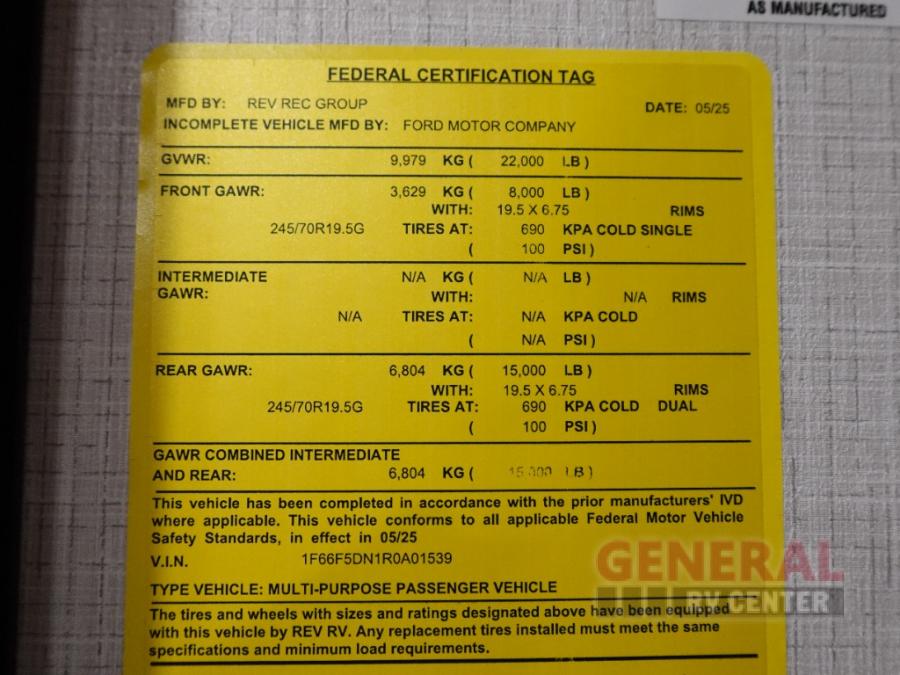 AS MANUFACTURED
FEDERAL CERTIFICATION TAG
MFD BY: REV REC GROUP DATE: 05/25
INCOMPLETE VEHICLE MFD BY: FORD MOTOR COMPANY
GVWR: 9,979 KG ( 22,000 LB )
FRONT GAWR: 3,629 KG ( 8,000 LB )
WITH: 19.5 X 6.75 RIMS
245/70R19.5G TIRES AT: 690 KPA COLD SINGLE
( 100 PSI )
INTERMEDIATE N/A KG ( N/A LB )
GAWR: WITH: N/A RIMS
N/A TIRES AT: N/A KPA COLD
( N/A PSI )
REAR GAWR: 6,804 KG ( 15,000 LB )
WITH: 19.5 X 6.75 RIMS
245/70R19.5G TIRES AT: 690 KPA COLD DUAL
( 100 PSI )
GAWR COMBINED INTERMEDIATE
AND REAR: 6,804 KG ( 15,000 LB )
This vehicle has been completed in accordance with the prior manufacturers' IVD
where applicable. This vehicle conforms to all applicable Federal Motor Vehicle
Safety Standards, in effect in 05/25
V.I.N. 1F66F5DN1R0A01539
TYPE VEHICLE: MULTI-PURPOSE PASSENGER VEHICLE
The tires and wheels with sizes and ratings designated above have been equipped
with this vehicle by REV RV. Any replacement tires installed must meet the same
specifications and minimum load requirements.
GENERAL
RV CENTER